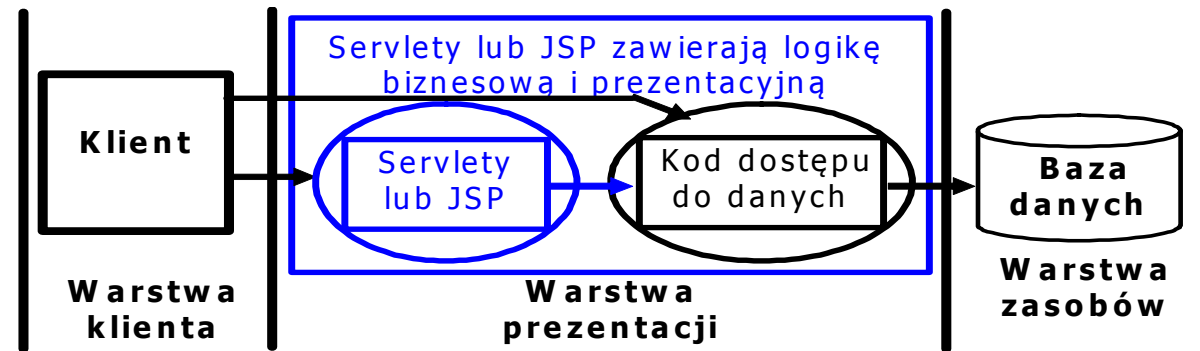 Servlety lub JSP zawierają logikę
biznesową i prezentacyjną
Klient
Servlety
lub JSP
Kod dostępu
do danych
Baza
danych
Warstwa
klienta
Warstwa
prezentacji
Warstwa
zasobów